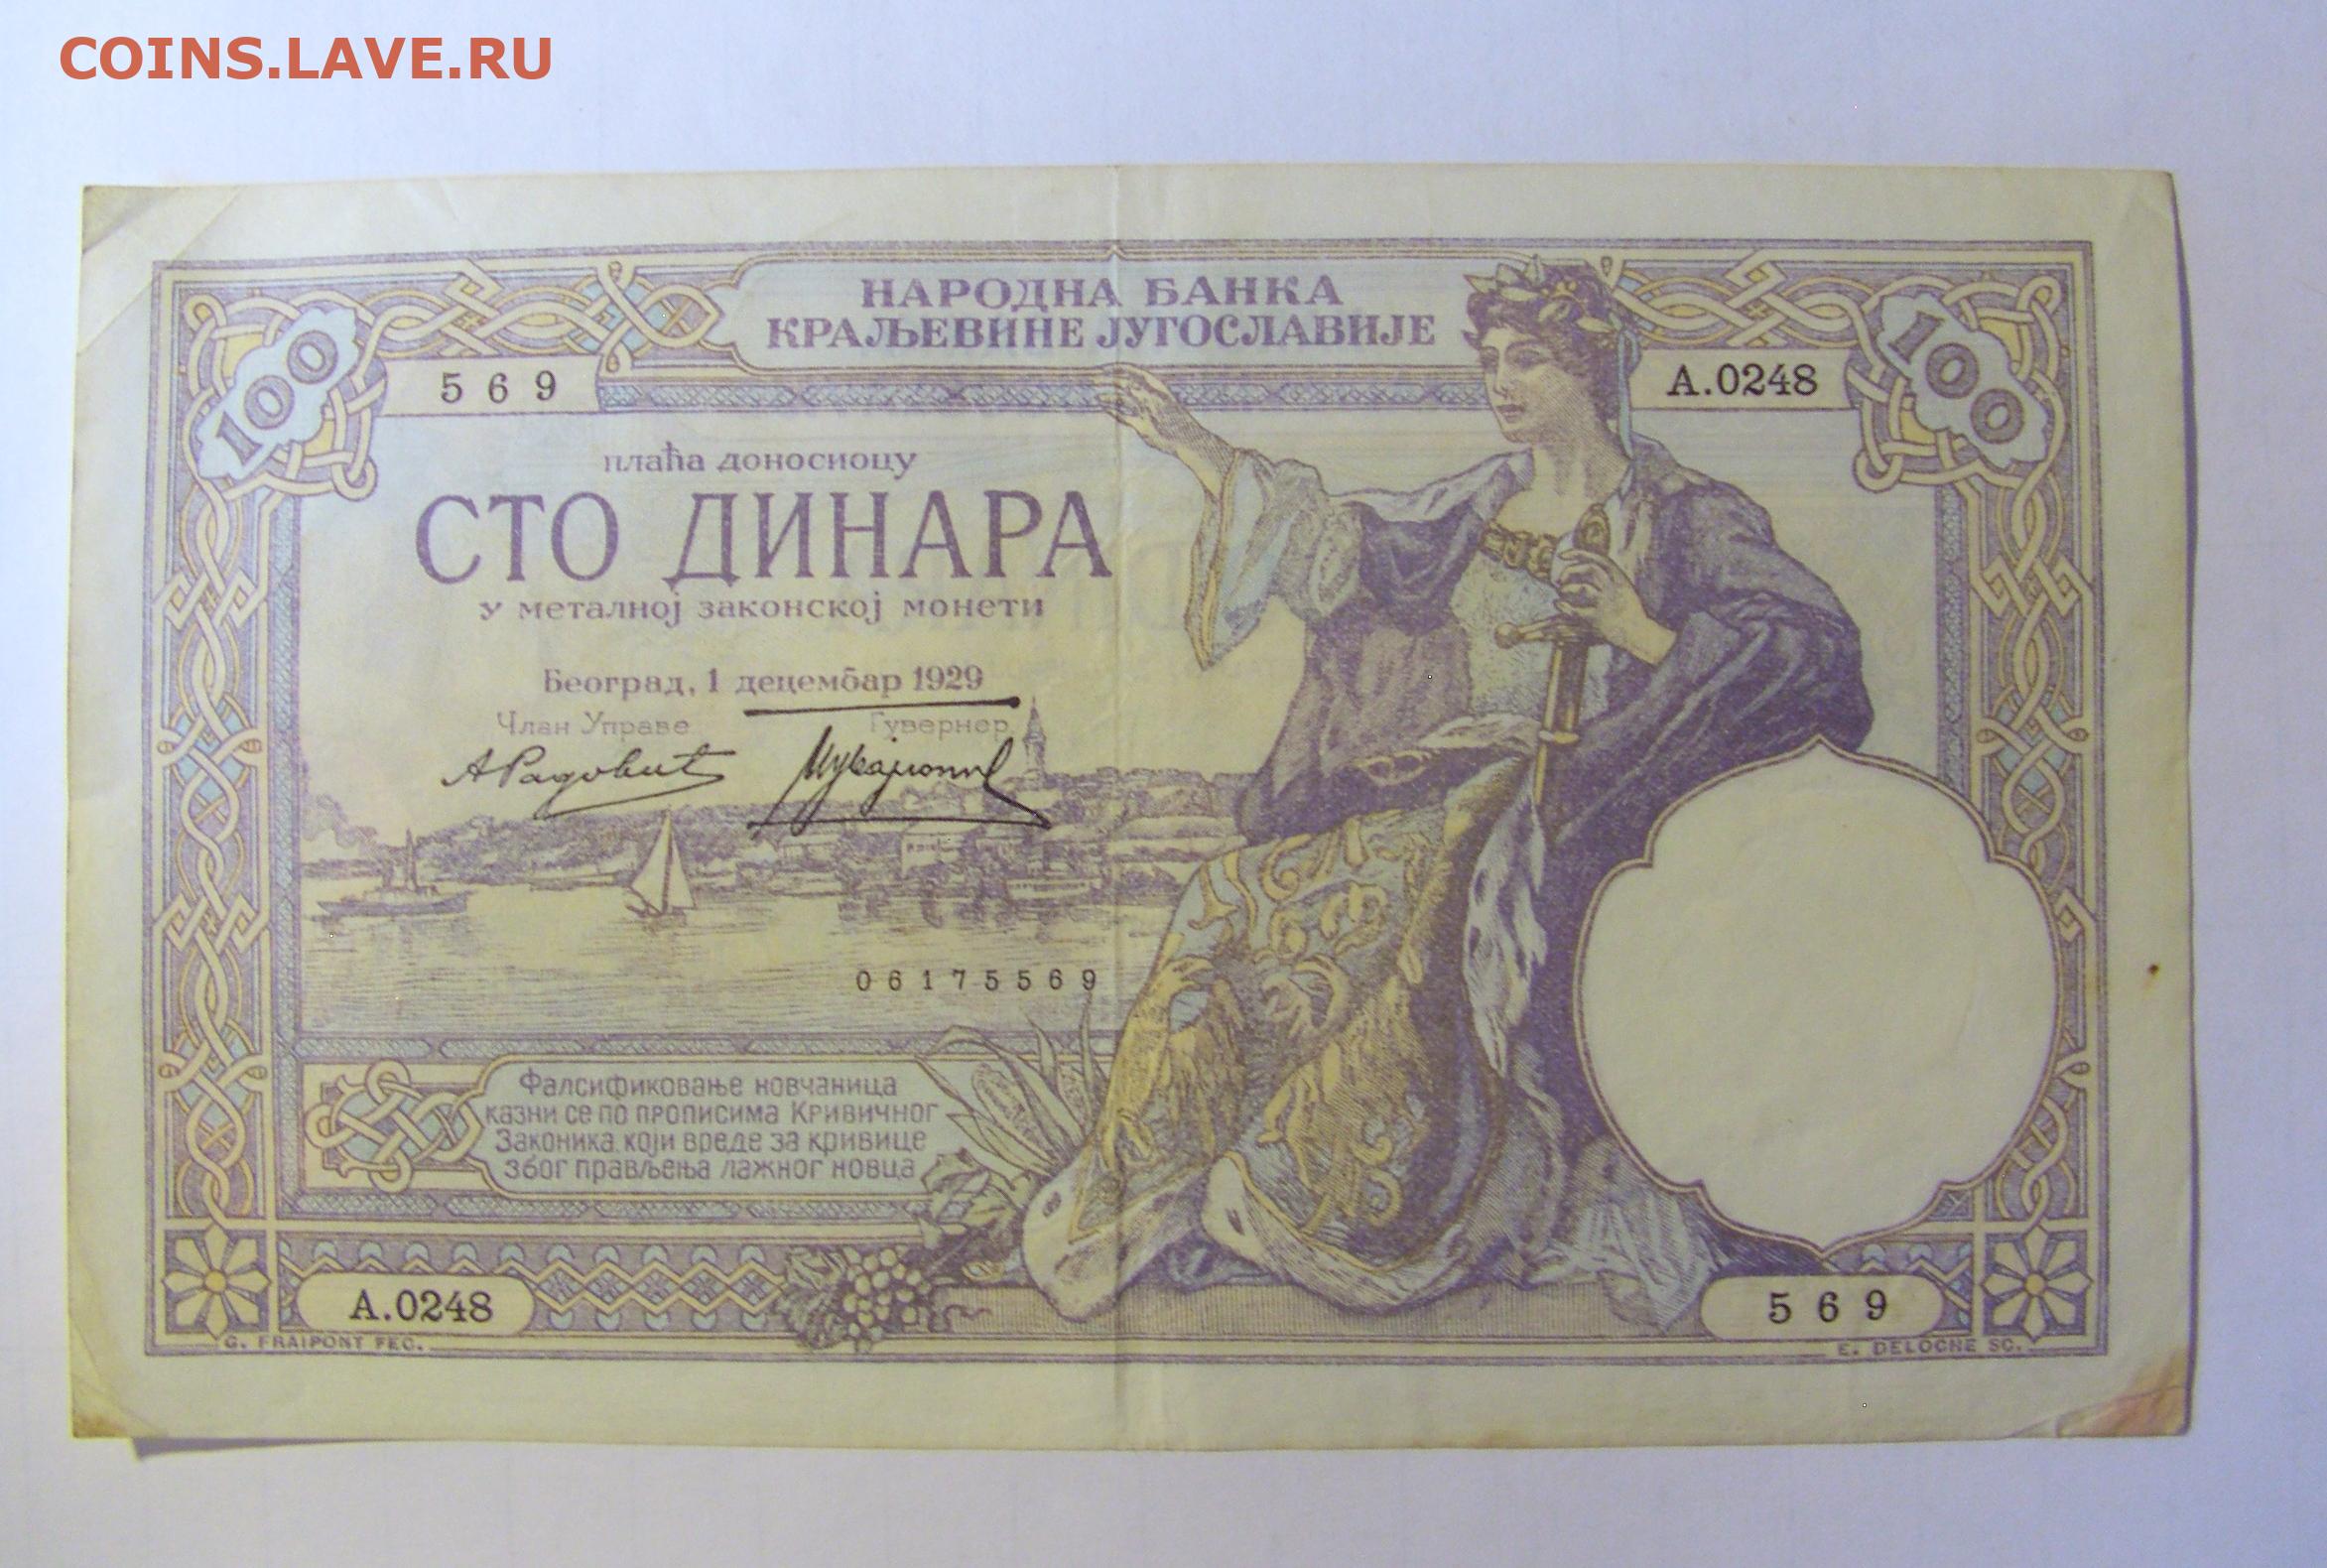 COINS.LAVE.RU
НАРОДНА БАНКА
КРАЉЕВИНЕ ЈУГОСЛАВИЈЕ
100
569
А.0248
100
плаћа доносиоцу
СТО ДИНАРА
у металној законској монети
Београд, 1 децембар 1929
Члан Управе Гувернер
АРадовић
06175569
Фалсификовање новчаница
казни се по прописима Кривичног
Законика који вреде за кривице
због прављења лажног новца
А.0248
569
G. FRAIPONT FEC.
E. DELOCHE SC.